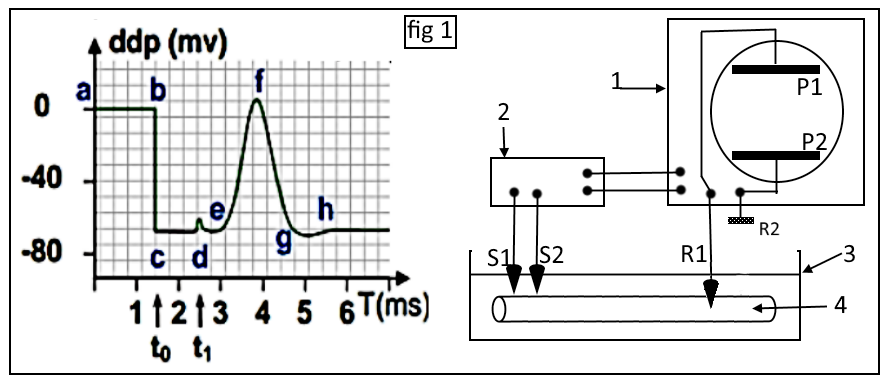 ddp (mv)
fig 1
a
b
f
0
-40
-80
e
h
c
d
g
1
2
3
4
5
6
T(ms)
t₀
t₁
1
P1
P2
2
R2
S1
S2
R1
3
4